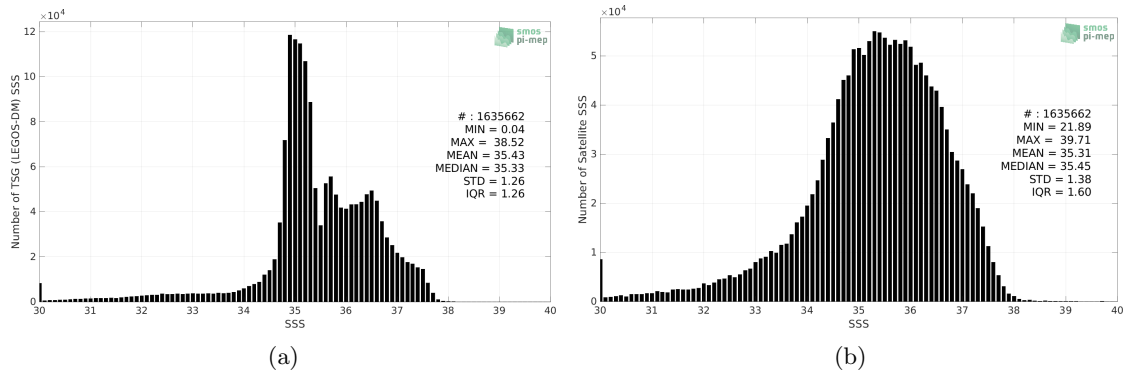 ×10⁴
12
10
8
6
4
2
0
30 31 32 33 34 35 36 37 38 39 40
SSS
Number of TSG (LEGOS-DM) SSS
smos
pi-mep
# : 1635662
MIN = 0.04
MAX = 38.52
MEAN = 35.43
MEDIAN = 35.33
STD = 1.26
IQR = 1.26
(a)
×10⁴
5
4
3
2
1
0
30 31 32 33 34 35 36 37 38 39 40
SSS
Number of Satellite SSS
smos
pi-mep
# : 1635662
MIN = 21.89
MAX = 39.71
MEAN = 35.31
MEDIAN = 35.45
STD = 1.38
IQR = 1.60
(b)